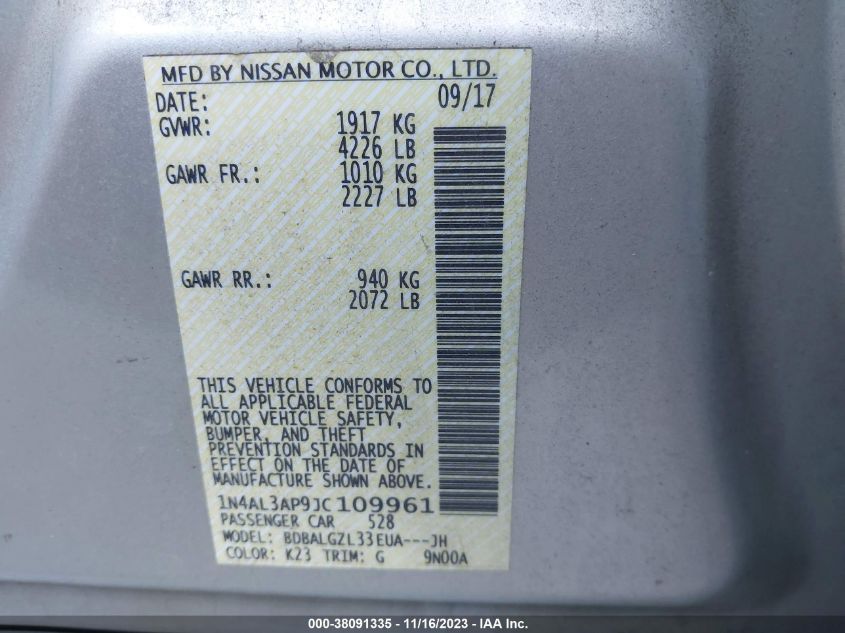 MFD BY NISSAN MOTOR CO., LTD.
DATE: 09/17
GVWR: 1917 KG
4226 LB
GAWR FR.: 1010 KG
2227 LB
GAWR RR.: 940 KG
2072 LB
THIS VEHICLE CONFORMS TO
ALL APPLICABLE FEDERAL
MOTOR VEHICLE SAFETY,
BUMPER, AND THEFT
PREVENTION STANDARDS IN
EFFECT ON THE DATE OF
MANUFACTURE SHOWN ABOVE.
1N4AL3AP9JC109961
PASSENGER CAR 528
MODEL: BDBALGZL33EUA---JH
COLOR: K23 TRIM: G 9N00A
000-38091335 - 11/16/2023 - IAA Inc.